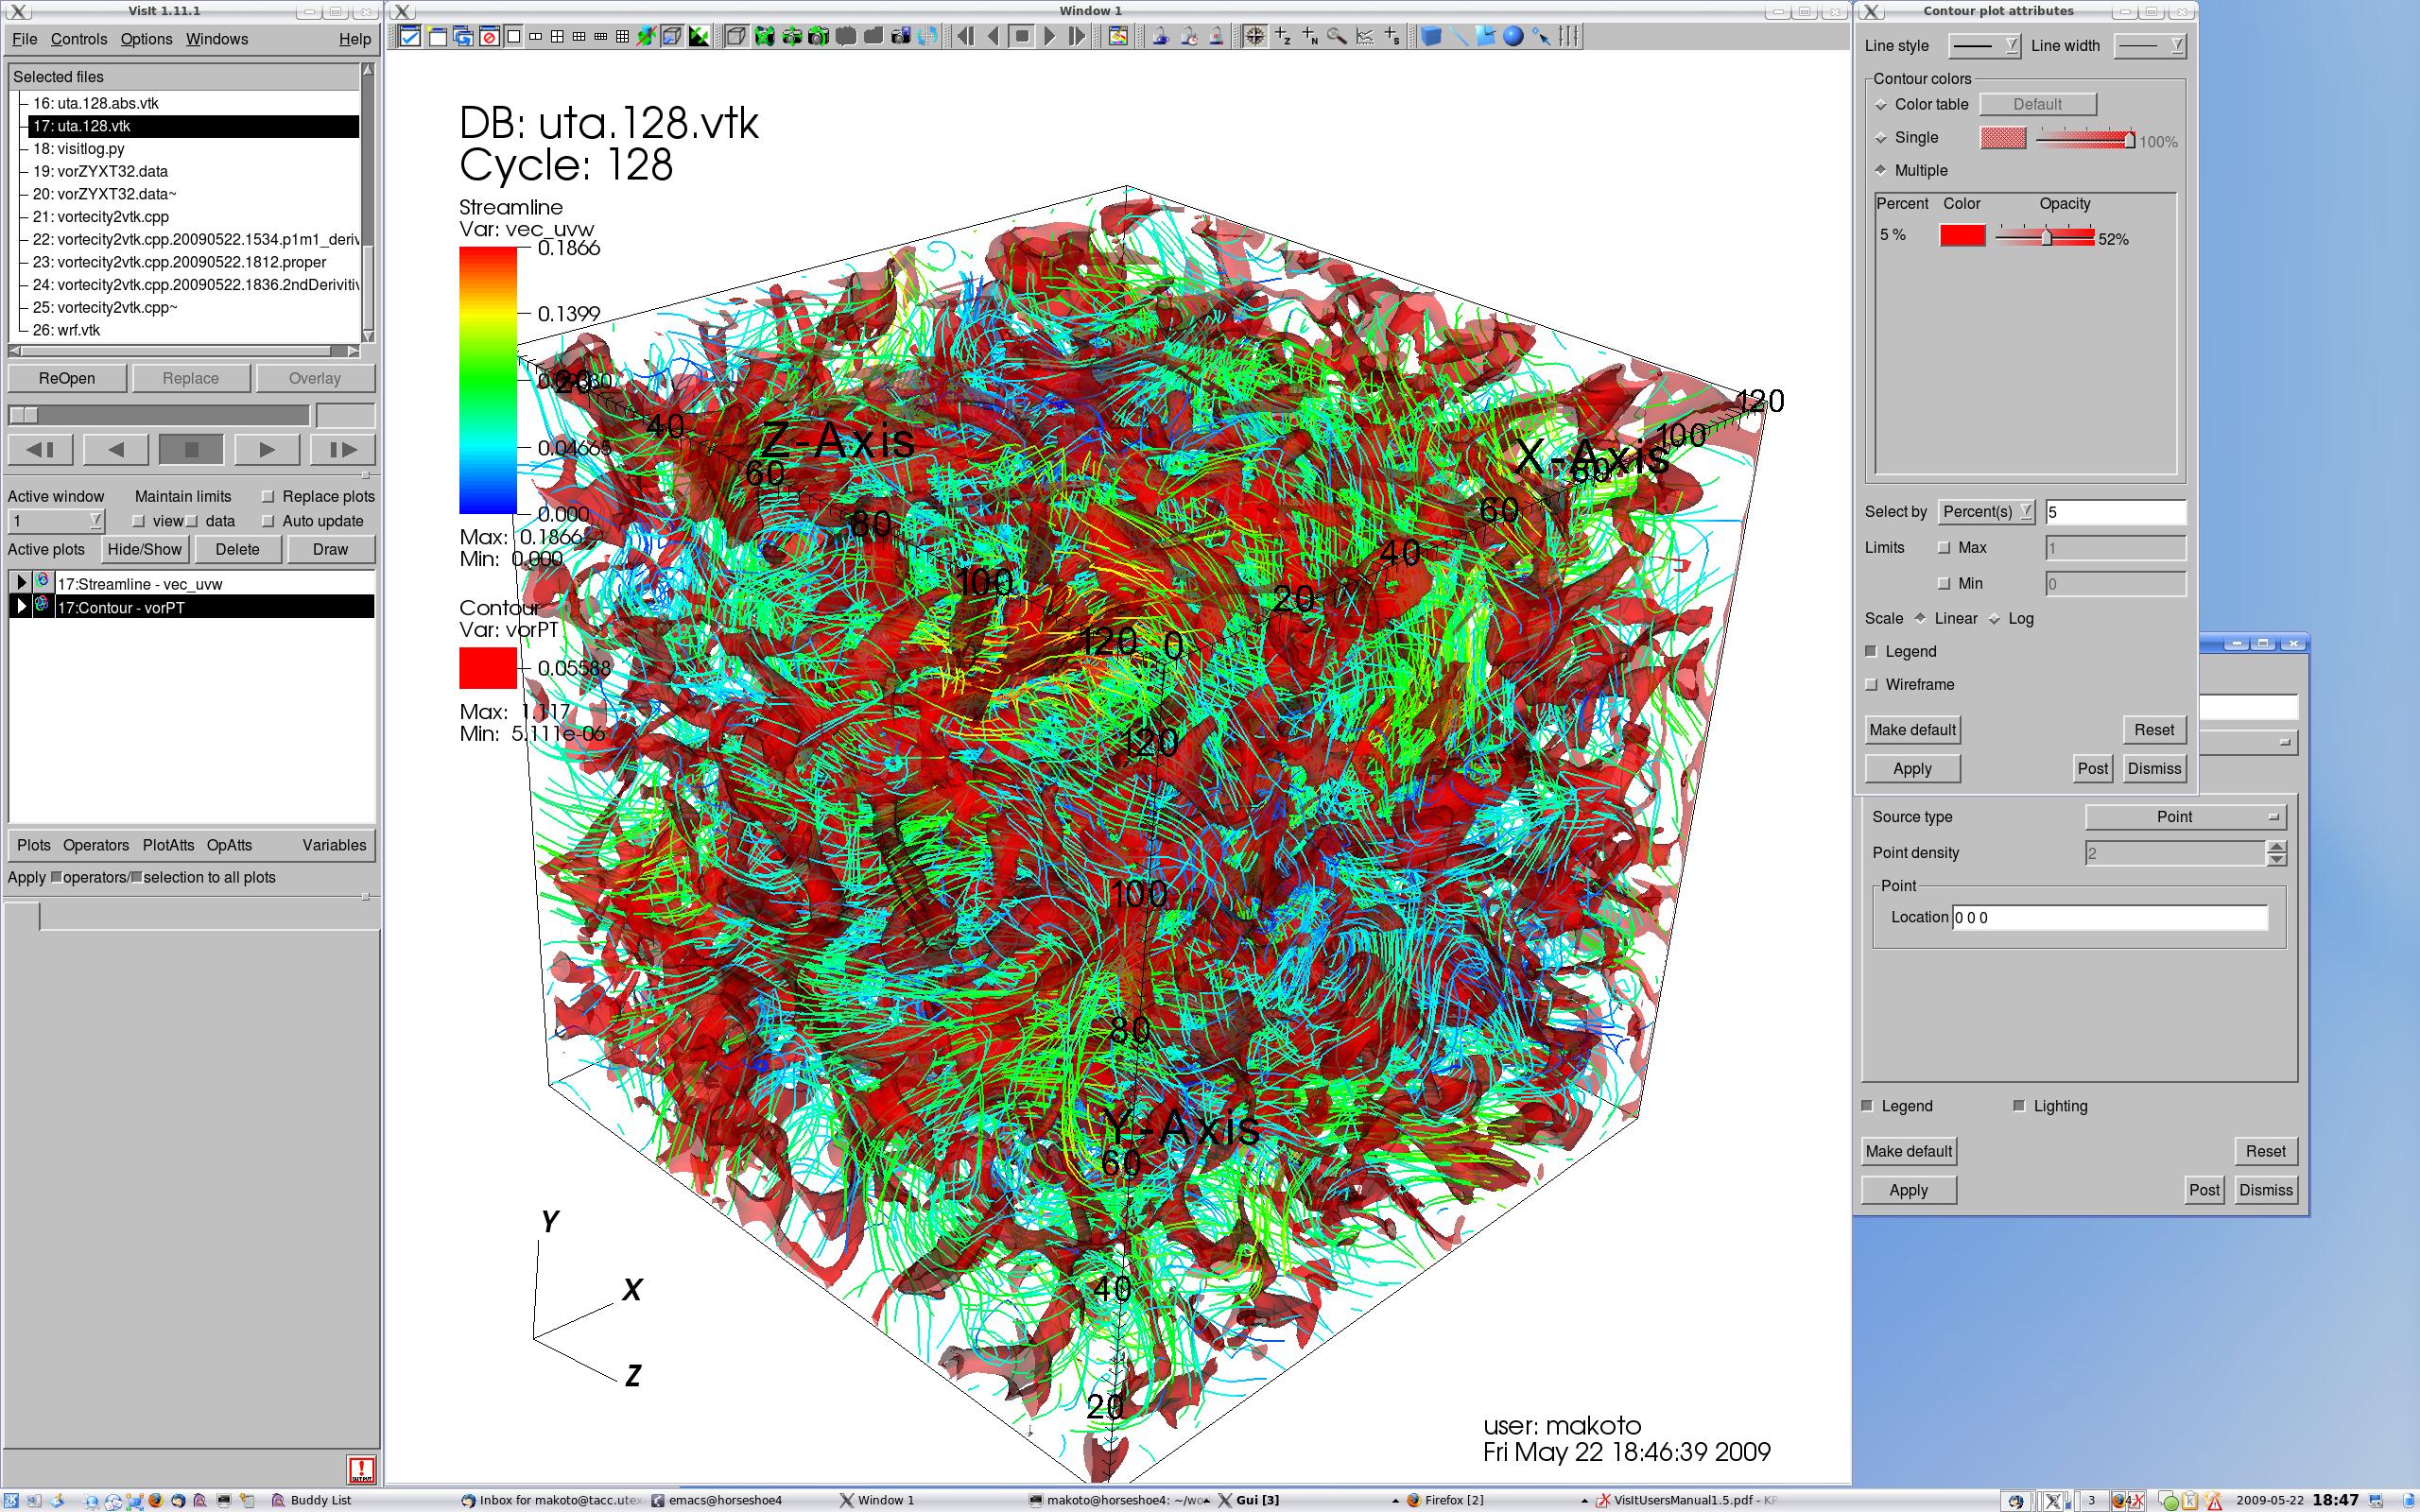 VisIt 1.11.1
File Controls Options Windows Help
Selected files
16: uta.128.abs.vtk
17: uta.128.vtk
18: visitlog.py
19: vorZYXT32.data
20: vorZYXT32.data~
21: vortecity2vtk.cpp
22: vortecity2vtk.cpp.20090522.1534.p1m1_deriv
23: vortecity2vtk.cpp.20090522.1812.proper
24: vortecity2vtk.cpp.20090522.1836.2ndDerivitiv
25: vortecity2vtk.cpp~
26: wrf.vtk
ReOpen Replace Overlay
Active window Maintain limits Replace plots
1 view data Auto update
Active plots Hide/Show Delete Draw
17:Streamline - vec_uvw
17:Contour - vorPT
Plots Operators PlotAtts OpAtts Variables
Apply operators/ selection to all plots
Window 1
DB: uta.128.vtk
Cycle: 128
Streamline
Var: vec_uvw
0.1866
0.1399
0.04665
0.000
Max: 0.1866
Min: 0.000
Contour
Var: vorPT
0.05588
Max: 1.117
Min: 5.111e-06
Z-Axis
20
40
60
80
100
120
X-Axis
0
20
40
60
80
100
120
Y-Axis
120
100
80
60
40
20
Y
X
Z
user: makoto
Fri May 22 18:46:39 2009
Contour plot attributes
Line style Line width
Contour colors
Color table Default
Single 100%
Multiple
Percent Color Opacity
5 % 52%
Select by Percent(s) 5
Limits Max 1
Min 0
Scale Linear Log
Legend
Wireframe
Make default Reset
Apply Post Dismiss
Source type Point
Point density 2
Point
Location 0 0 0
Legend Lighting
Make default Reset
Apply Post Dismiss
Buddy List Inbox for makoto@tacc.utex emacs@horseshoe4 Window 1 makoto@horseshoe4: ~/wo Gui [3] Firefox [2] VisItUsersManual1.5.pdf - KP 3 4 2009-05-22 18:47